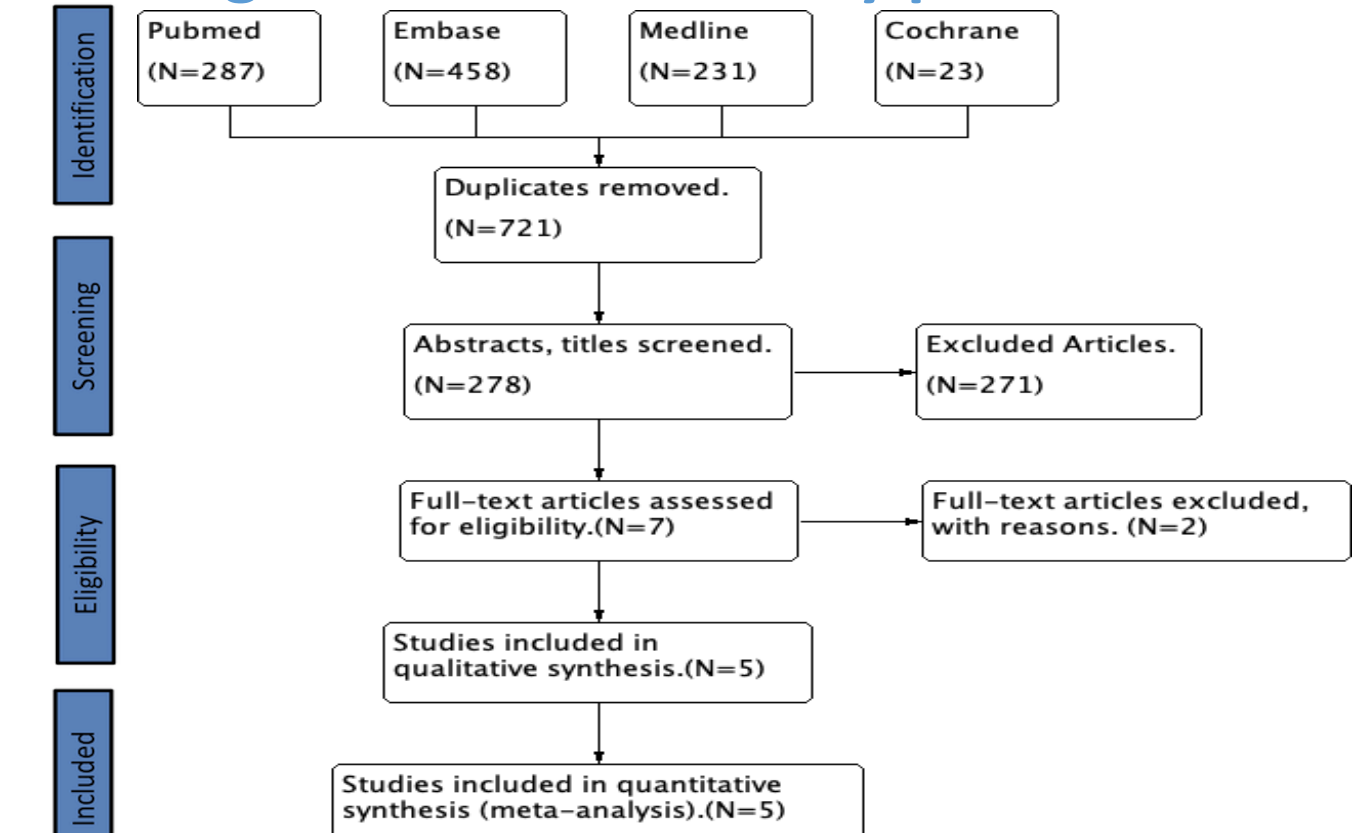 Pubmed
(N=287)
Embase
(N=458)
Medline
(N=231)
Cochrane
(N=23)
Identification
Duplicates removed.
(N=721)
Screening
Abstracts, titles screened.
(N=278)
Excluded Articles.
(N=271)
Eligibility
Full-text articles assessed
for eligibility.(N=7)
Full-text articles excluded,
with reasons. (N=2)
Studies included in
qualitative synthesis.(N=5)
Included
Studies included in quantitative
synthesis (meta-analysis).(N=5)